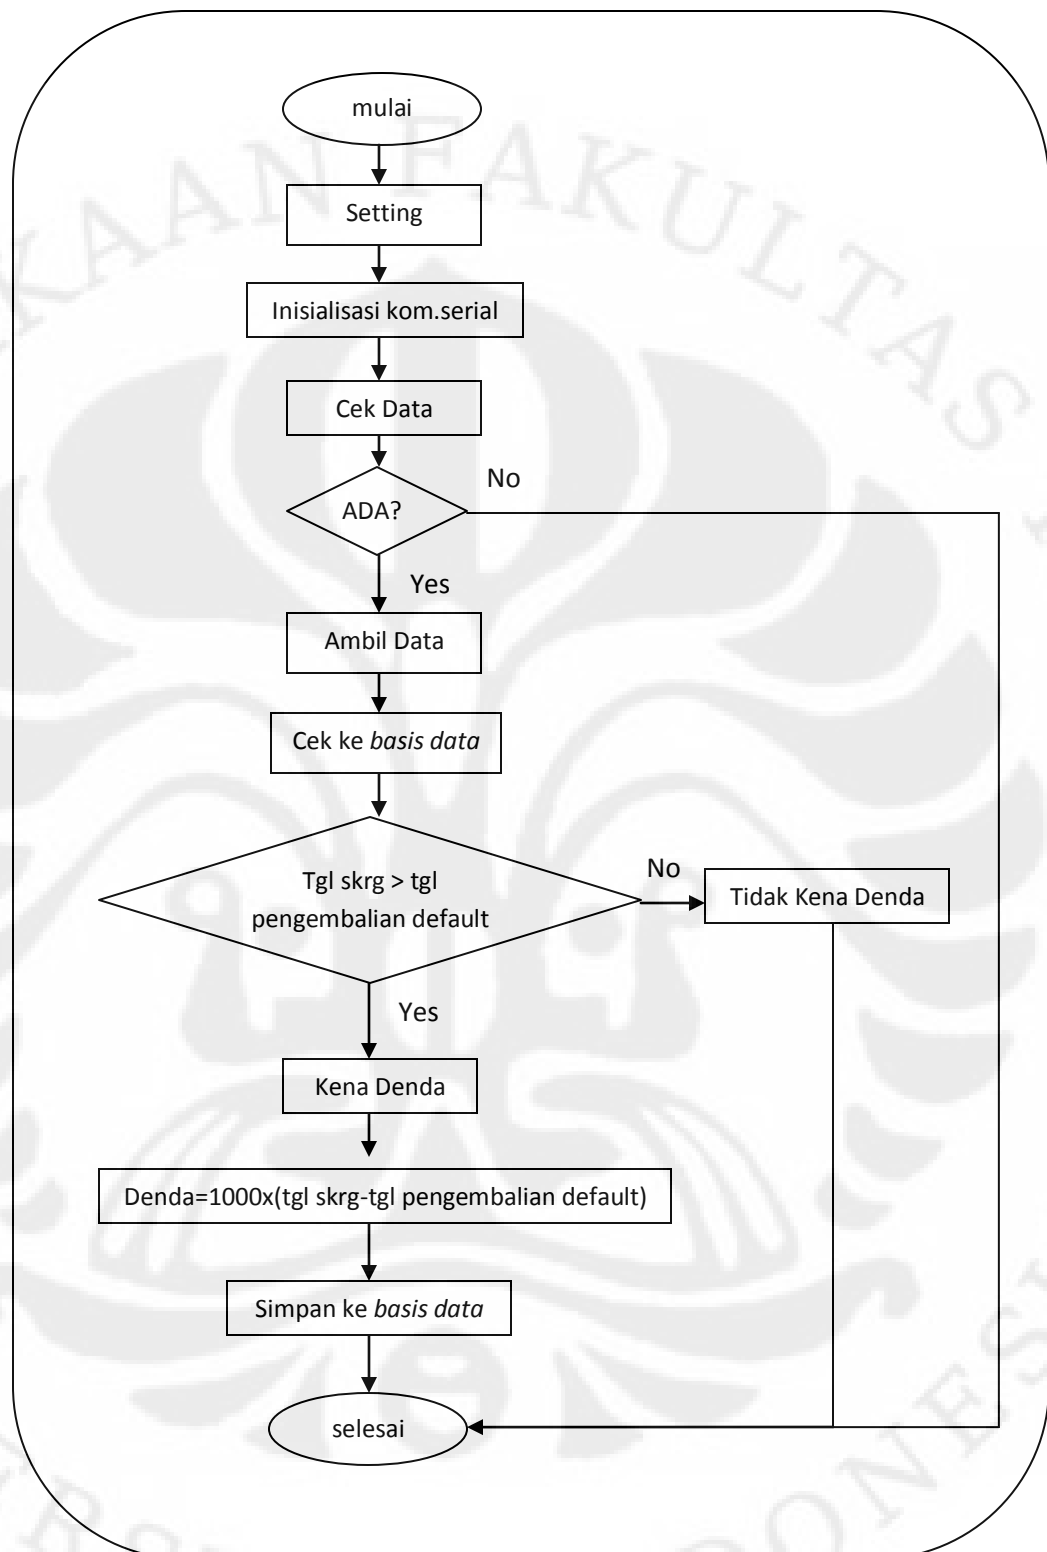 mulai
Setting
Inisialisasi kom.serial
Cek Data
No
ADA?
Yes
Ambil Data
Cek ke basis data
Tgl skrg > tgl
pengembalian default
No
Tidak Kena Denda
Yes
Kena Denda
Denda=1000x(tgl skrg-tgl pengembalian default)
Simpan ke basis data
selesai
KAAN FAKULTAS